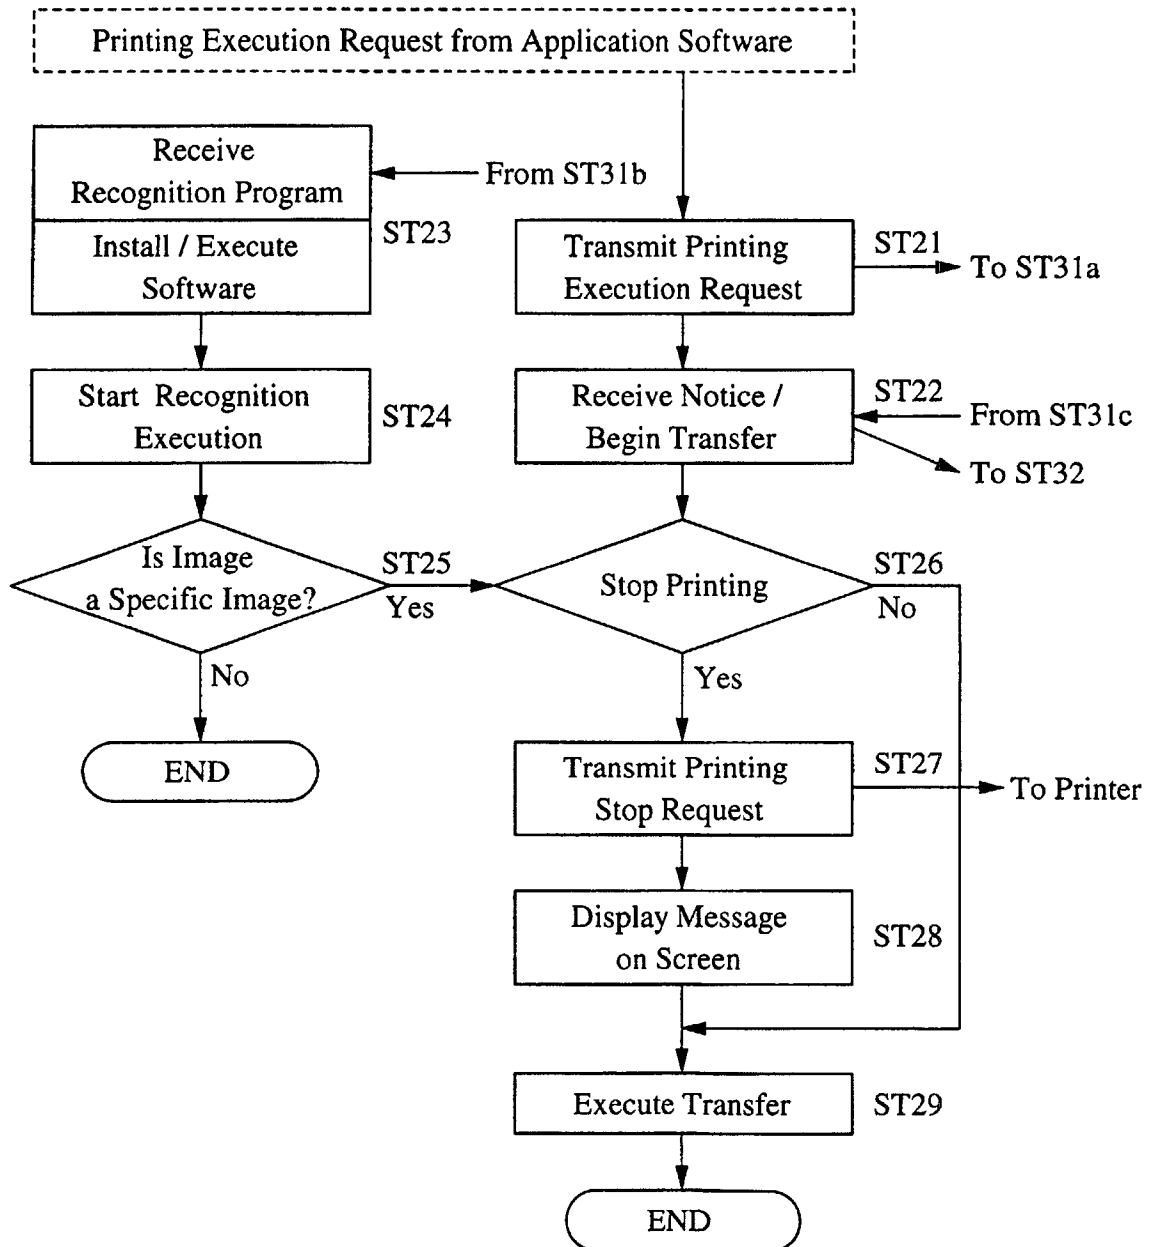 Printing Execution Request from Application Software
Receive
Recognition Program
From ST31b
Install / Execute
Software
ST23
Transmit Printing
Execution Request
ST21
To ST31a
Start Recognition
Execution
ST24
Receive Notice /
Begin Transfer
ST22
From ST31c
To ST32
Is Image
a Specific Image?
ST25
Yes
No
END
Stop Printing
ST26
No
Yes
Transmit Printing
Stop Request
ST27
To Printer
Display Message
on Screen
ST28
Execute Transfer
ST29
END